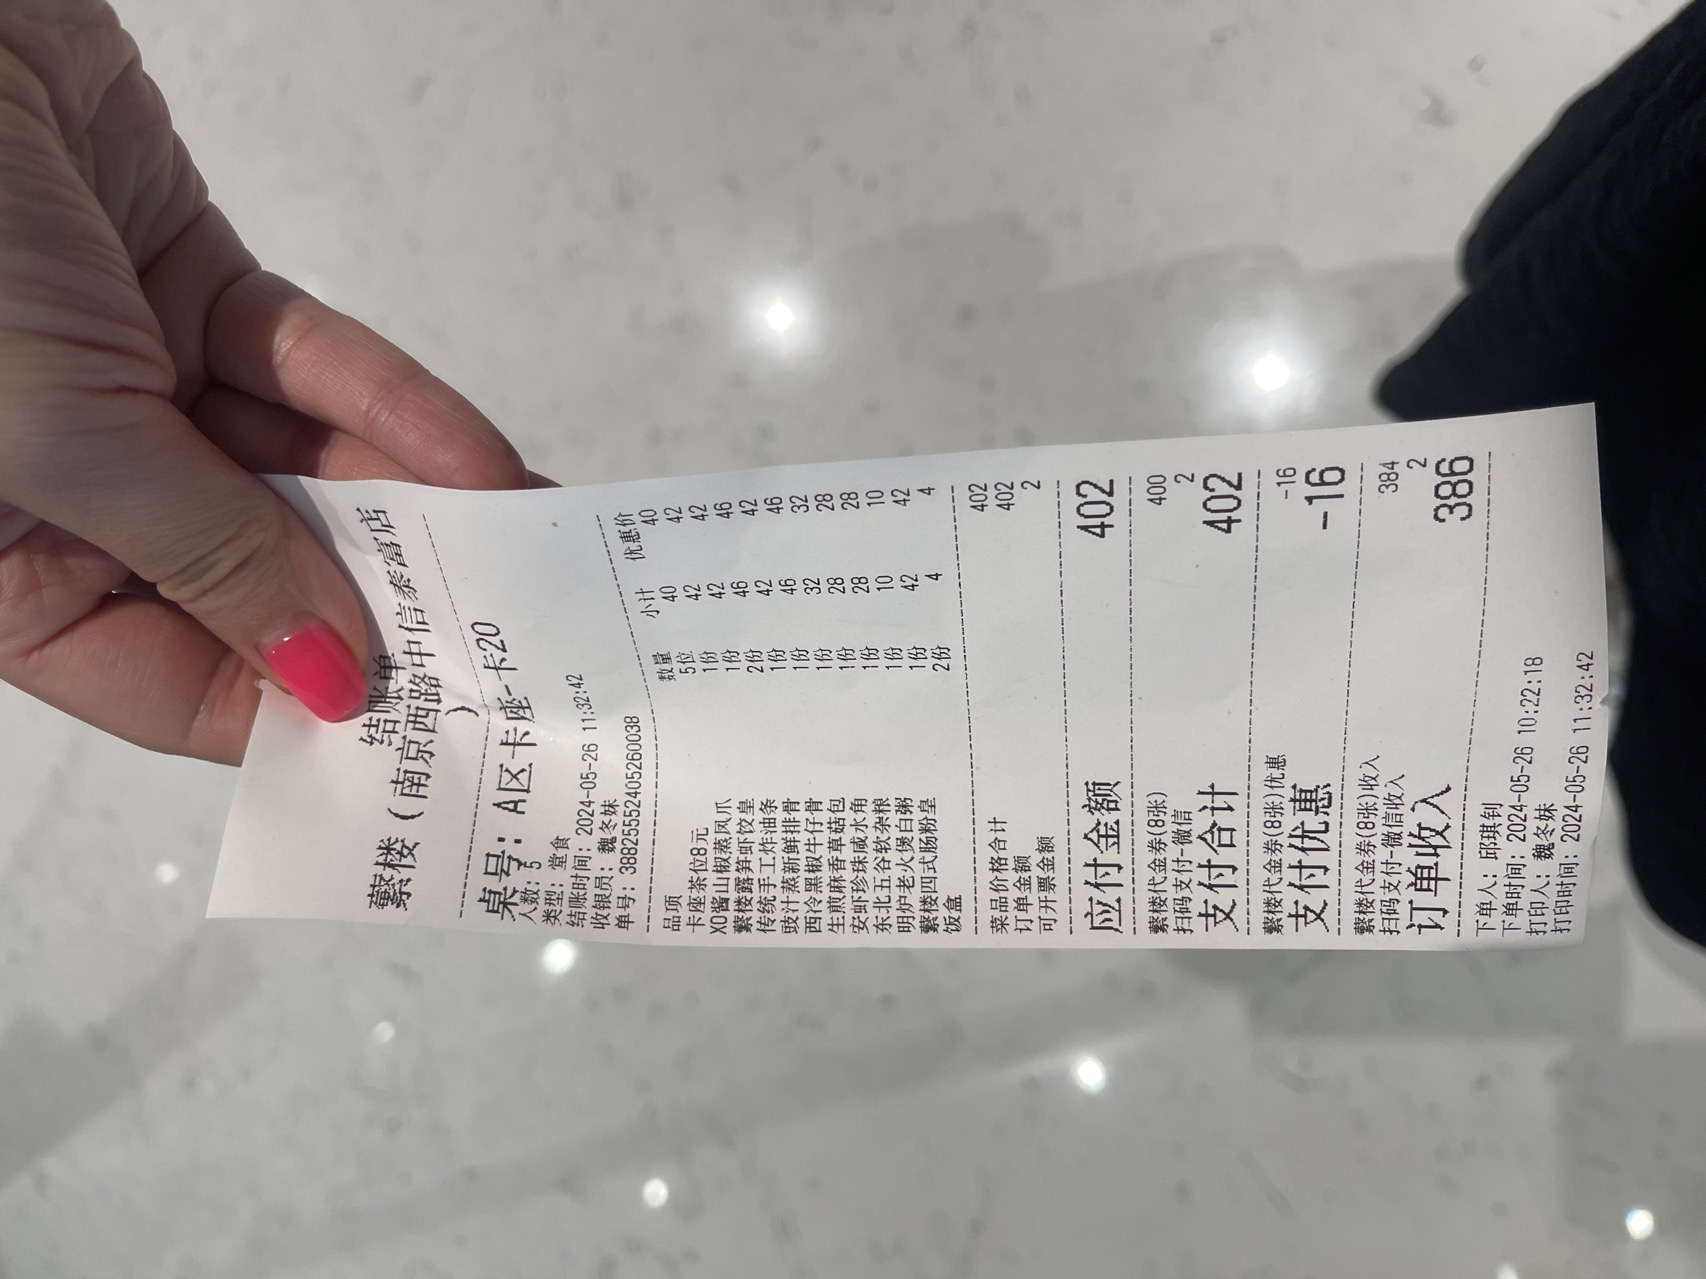 结账单
蘩楼（南京西路中信泰富店
）
桌号：A区卡座-卡20
人数：5
类型：堂食
结账时间：2024-05-26 11:32:42
收银员：魏冬妹
单号：38825552405260038
品项 数量 小计 优惠价
卡座茶位8元 5位 40 40
XO酱山椒蒸凤爪 1份 42 42
蘩楼露笋虾饺皇 1份 42 42
传统手工炸油条 2份 46 46
豉汁蒸新鲜排骨 1份 42 42
西冷黑椒牛仔骨 1份 46 46
生煎麻香草菇包 1份 32 32
安虾珍珠咸水角 1份 28 28
东北五谷软杂粮 1份 28 28
明炉老火煲白粥 1份 10 10
蘩楼四式肠粉皇 1份 42 42
饭盒 2份 4 4
菜品价格合计 402
订单金额 402
可开票金额 2
应付金额 402
蘩楼代金券(8张) 400
扫码支付-微信 2
支付合计 402
蘩楼代金券(8张)优惠 -16
支付优惠 -16
蘩楼代金券(8张)收入 384
扫码支付-微信收入 2
订单收入 386
下单人：邱琪钊
下单时间：2024-05-26 10:22:18
打印人：魏冬妹
打印时间：2024-05-26 11:32:42